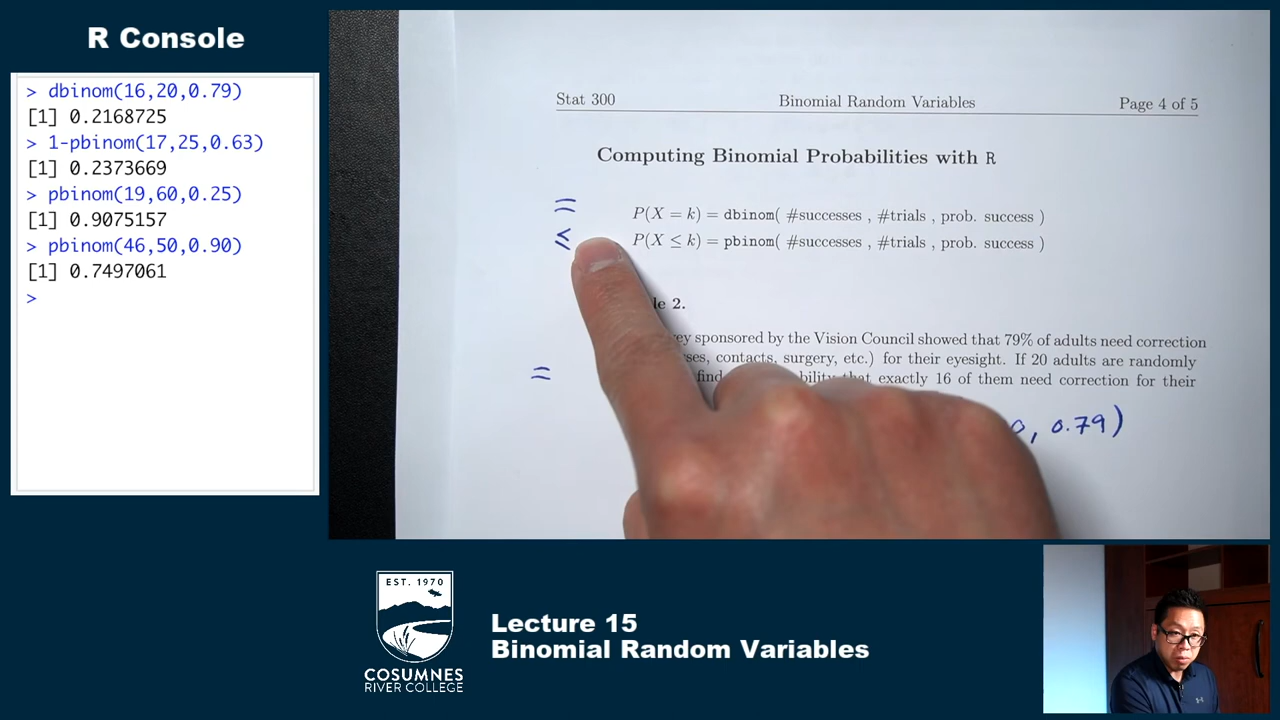 R Console
> dbinom(16,20,0.79)
[1] 0.2168725
> 1-pbinom(17,25,0.63)
[1] 0.2373669
> pbinom(19,60,0.25)
[1] 0.9075157
> pbinom(46,50,0.90)
[1] 0.7497061
>
Stat 300 Binomial Random Variables Page 4 of 5
Computing Binomial Probabilities with R
= P(X = k) = dbinom( #successes , #trials , prob. success )
≤ P(X ≤ k) = pbinom( #successes , #trials , prob. success )
2.
sponsored by the Vision Council showed that 79% of adults need correction
contacts, surgery, etc.) for their eyesight. If 20 adults are randomly
= find that exactly 16 of them need correction for their
, 0.79)
EST. 1970
COSUMNES
RIVER COLLEGE
Lecture 15
Binomial Random Variables